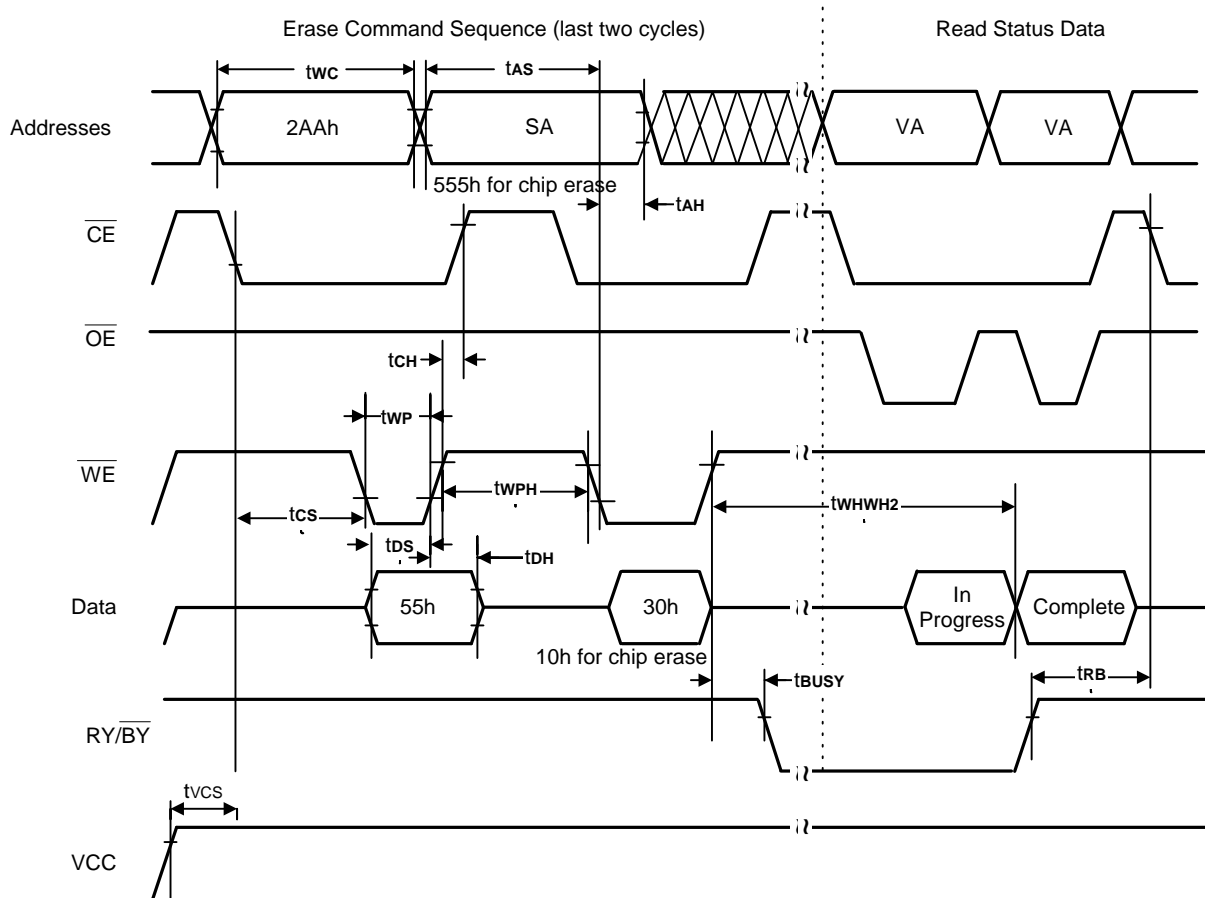 Erase Command Sequence (last two cycles)
Read Status Data
tWC
tAS
Addresses
2AAh
SA
VA
VA
555h for chip erase
tAH
CE
OE
tCH
tWP
WE
tWPH
tCS
tWHWH2
tDS
tDH
Data
55h
30h
In
Progress
Complete
10h for chip erase
tBUSY
tRB
RY/BY
tVCS
VCC